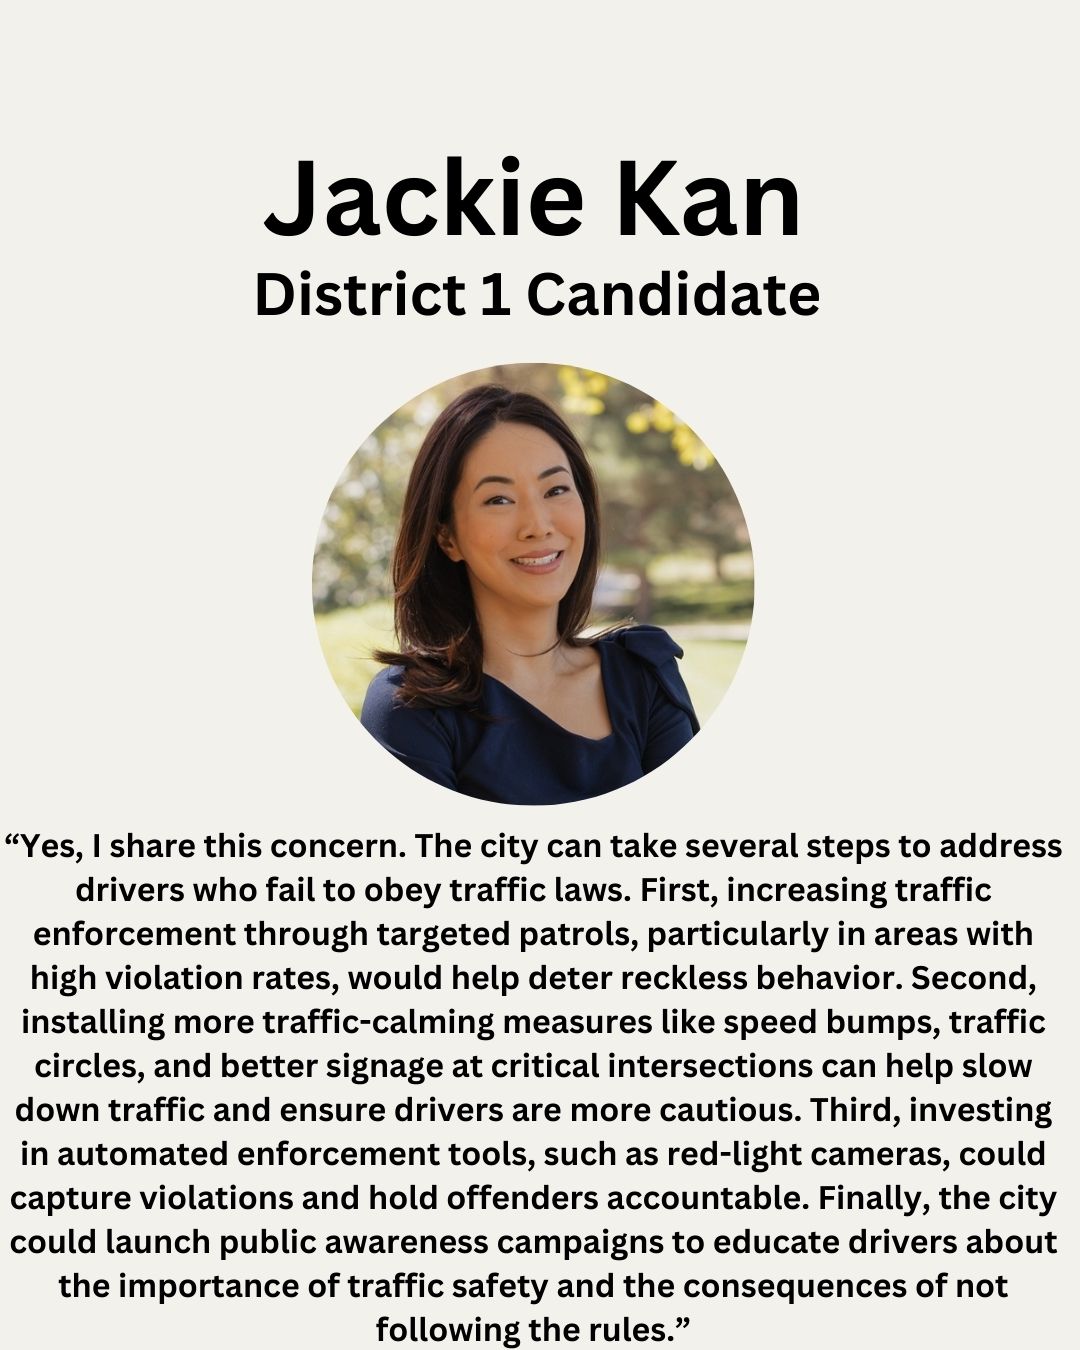 Jackie Kan
District 1 Candidate
“Yes, I share this concern. The city can take several steps to address
drivers who fail to obey traffic laws. First, increasing traffic
enforcement through targeted patrols, particularly in areas with
high violation rates, would help deter reckless behavior. Second,
installing more traffic-calming measures like speed bumps, traffic
circles, and better signage at critical intersections can help slow
down traffic and ensure drivers are more cautious. Third, investing
in automated enforcement tools, such as red-light cameras, could
capture violations and hold offenders accountable. Finally, the city
could launch public awareness campaigns to educate drivers about
the importance of traffic safety and the consequences of not
following the rules.”